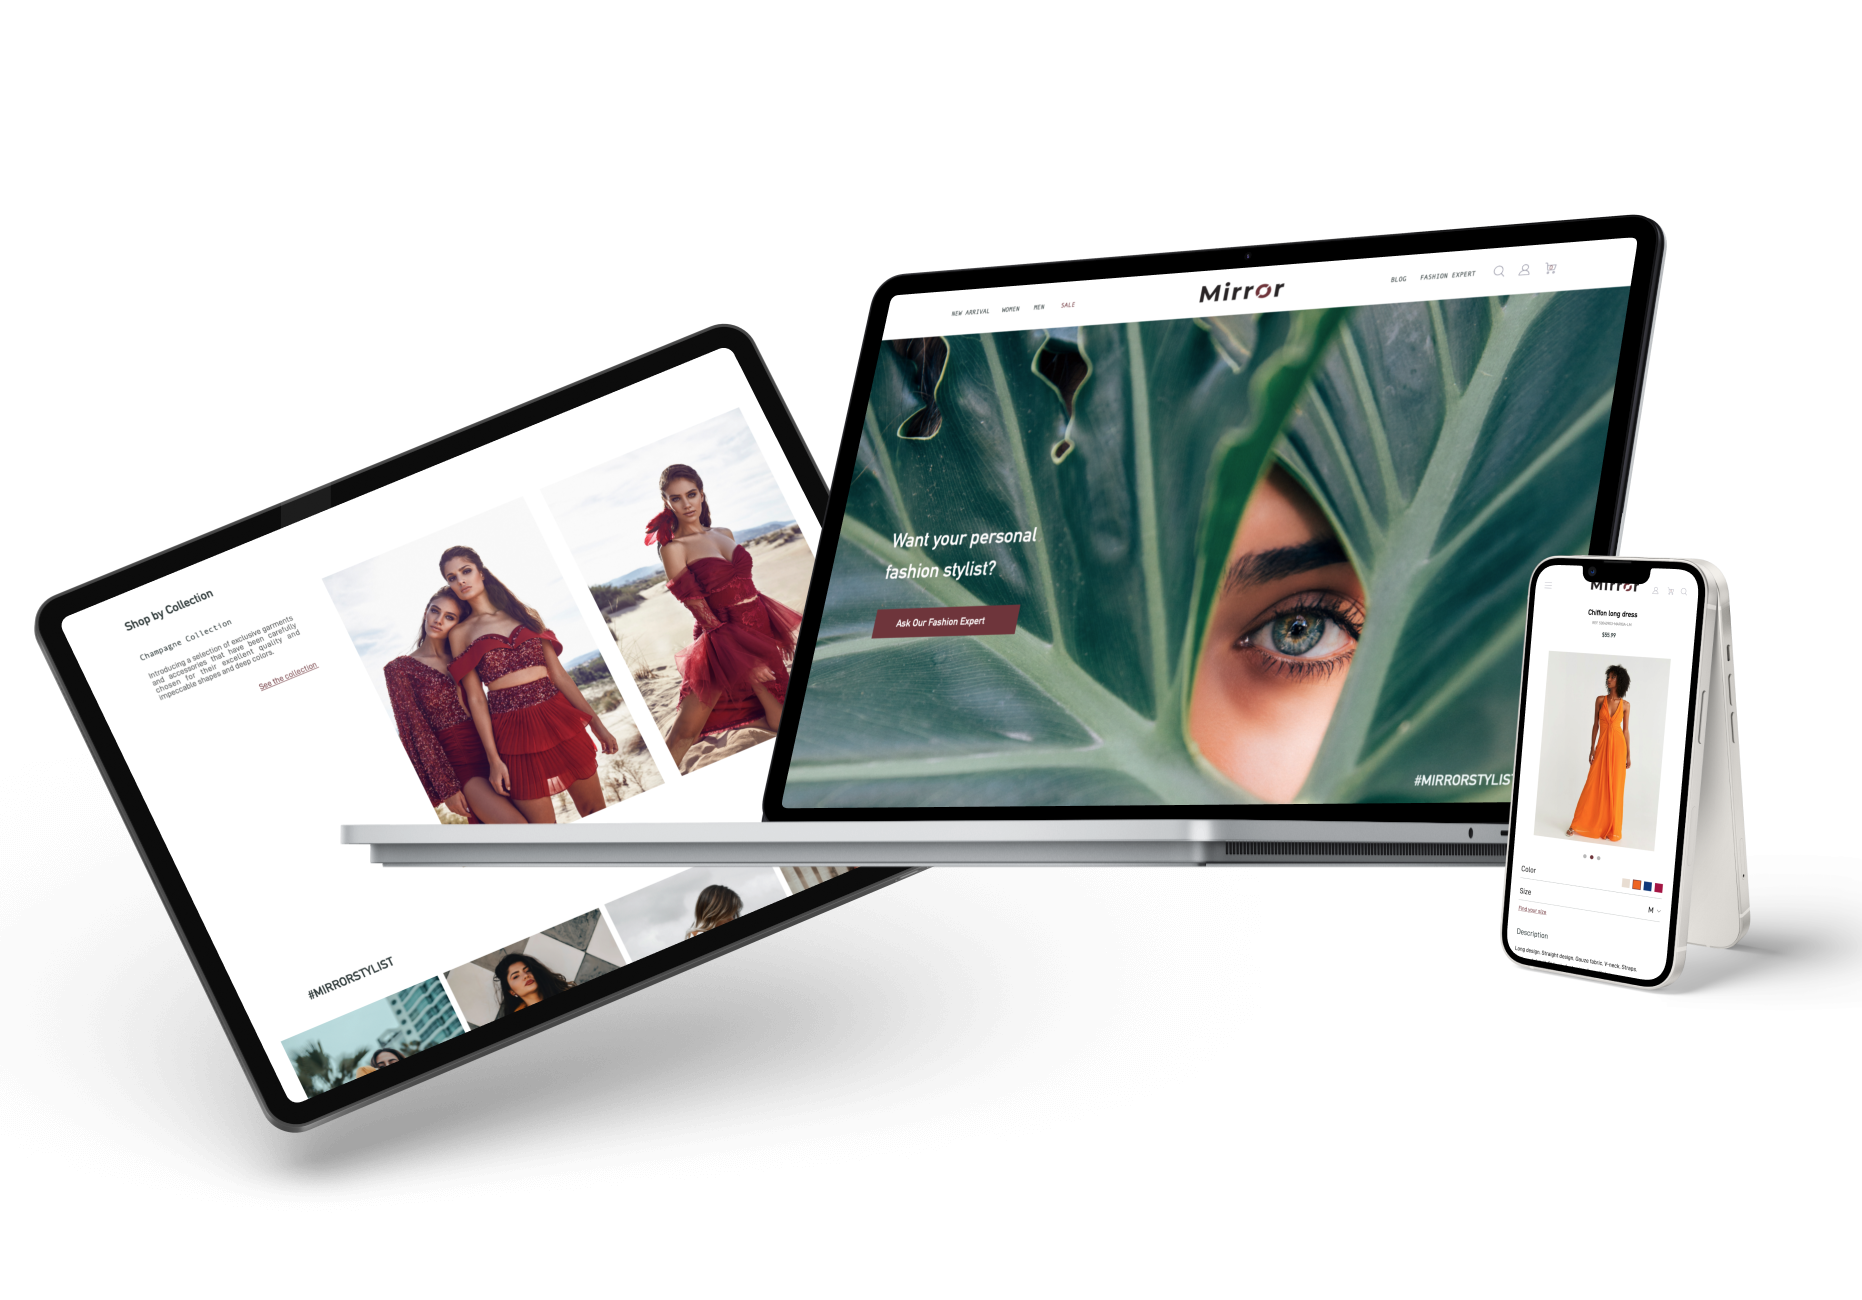 Shop by Collection
Champagne Collection
Introducing a selection of exclusive garments
and accessories that have been carefully
chosen for their excellent quality and
impeccable shapes and deep colors.
See the collection
#MIRRORSTYLIST
NEW ARRIVAL WOMEN MEN SALE
Mirror
BLOG FASHION EXPERT
Want your personal
fashion stylist?
Ask Our Fashion Expert
#MIRRORSTYLIST
Mirror
Chiffon long dress
$55.99
Color
Size
M
Find your size
Description
Long design. Straight design. Gauze fabric. V-neck. Straps.